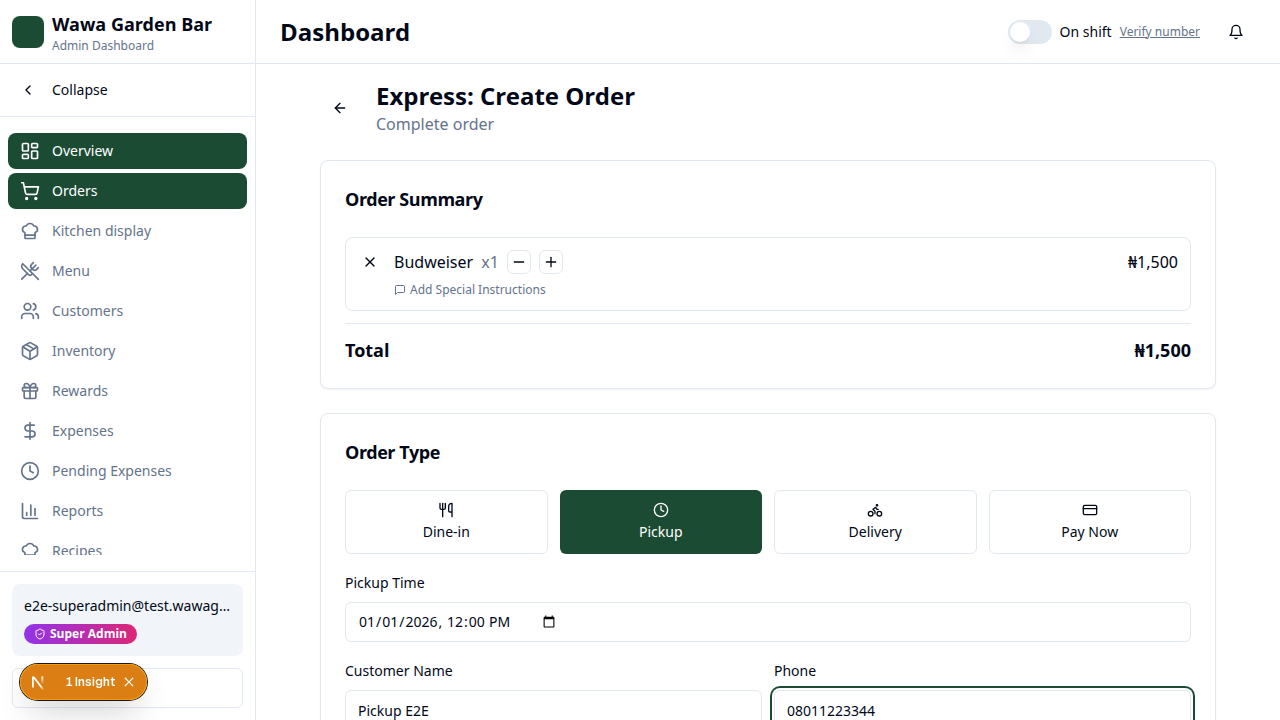 Wawa Garden Bar
Admin Dashboard
Collapse
Overview
Orders
Kitchen display
Menu
Customers
Inventory
Rewards
Expenses
Pending Expenses
Reports
Recipes
e2e-superadmin@test.wawag...
Super Admin
1 Insight
Dashboard
On shift
Verify number
Express: Create Order
Complete order
Order Summary
Budweiser x1
₦1,500
Add Special Instructions
Total
₦1,500
Order Type
Dine-in
Pickup
Delivery
Pay Now
Pickup Time
01/01/2026, 12:00 PM
Customer Name
Phone
Pickup E2E
08011223344